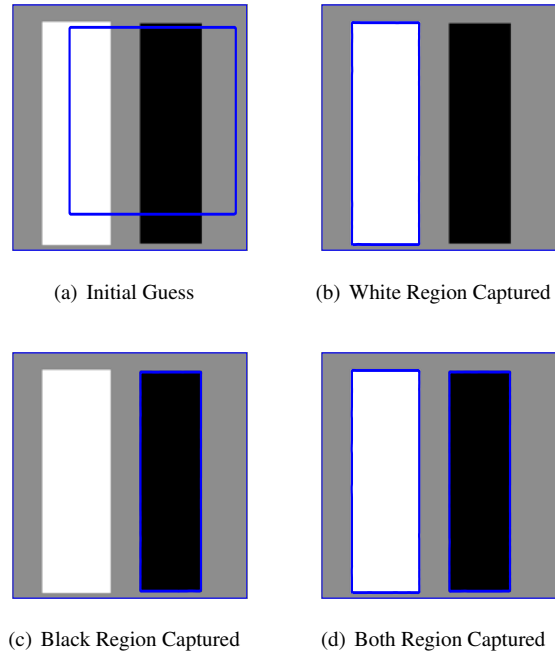 (a) Initial Guess
(b) White Region Captured
(c) Black Region Captured
(d) Both Region Captured